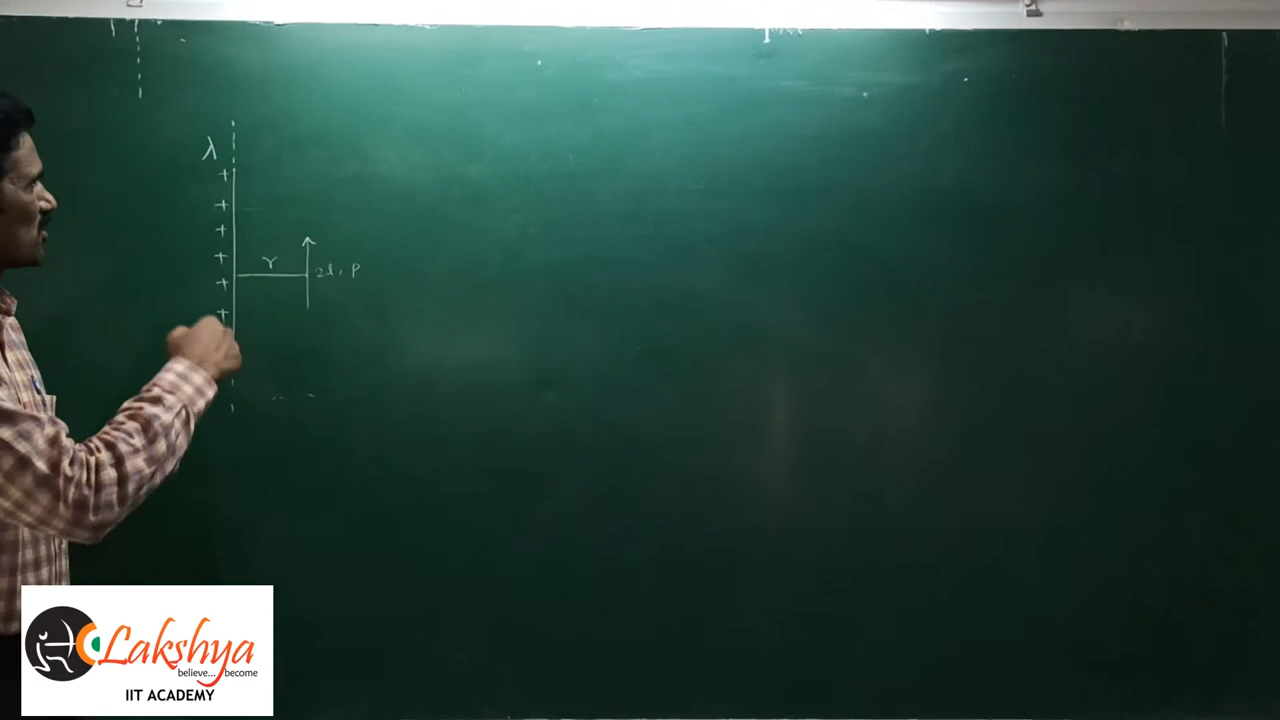 λ
+
+
+
+
+
+
r
2l, P
Lakshya
believe... become
IIT ACADEMY